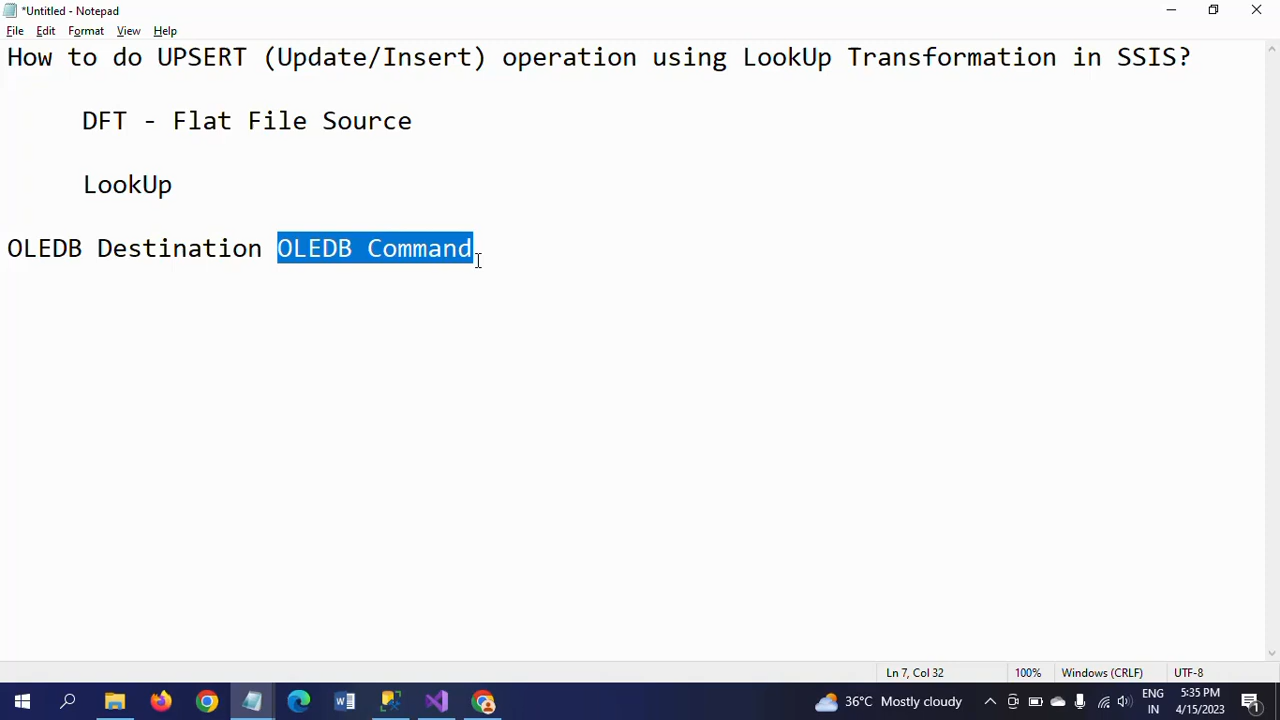 *Untitled - Notepad
File Edit Format View Help
How to do UPSERT (Update/Insert) operation using LookUp Transformation in SSIS?
DFT - Flat File Source
LookUp
OLEDB Destination OLEDB Command
Ln 7, Col 32 100% Windows (CRLF) UTF-8
36°C Mostly cloudy ENG IN 5:35 PM 4/15/2023 1